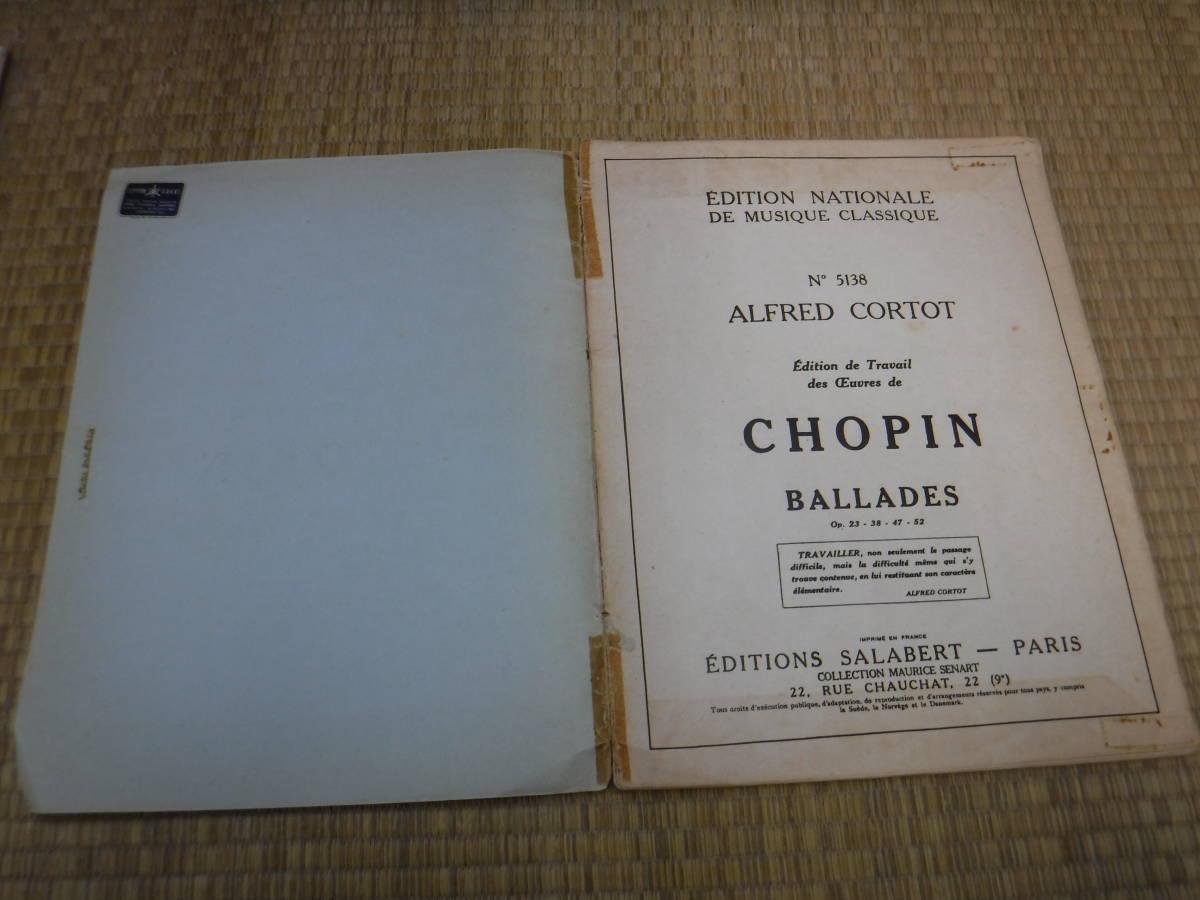 ÉDITION NATIONALE
DE MUSIQUE CLASSIQUE
N° 5138
ALFRED CORTOT
Édition de Travail
des Œuvres de
CHOPIN
BALLADES
Op. 23 - 38 - 47 - 52
TRAVAILLER, non seulement le passage
difficile, mais la difficulté même qui s'y
trouve contenue, en lui restituant son caractère
élémentaire.
ALFRED CORTOT
IMPRIMÉ EN FRANCE
ÉDITIONS SALABERT — PARIS
COLLECTION MAURICE SENART
22, RUE CHAUCHAT, 22 (9e)
Tous droits d'exécution publique, d'adaptation, de reproduction et d'arrangements réservés pour tous pays, y compris
la Suède, la Norvège et le Danemark.